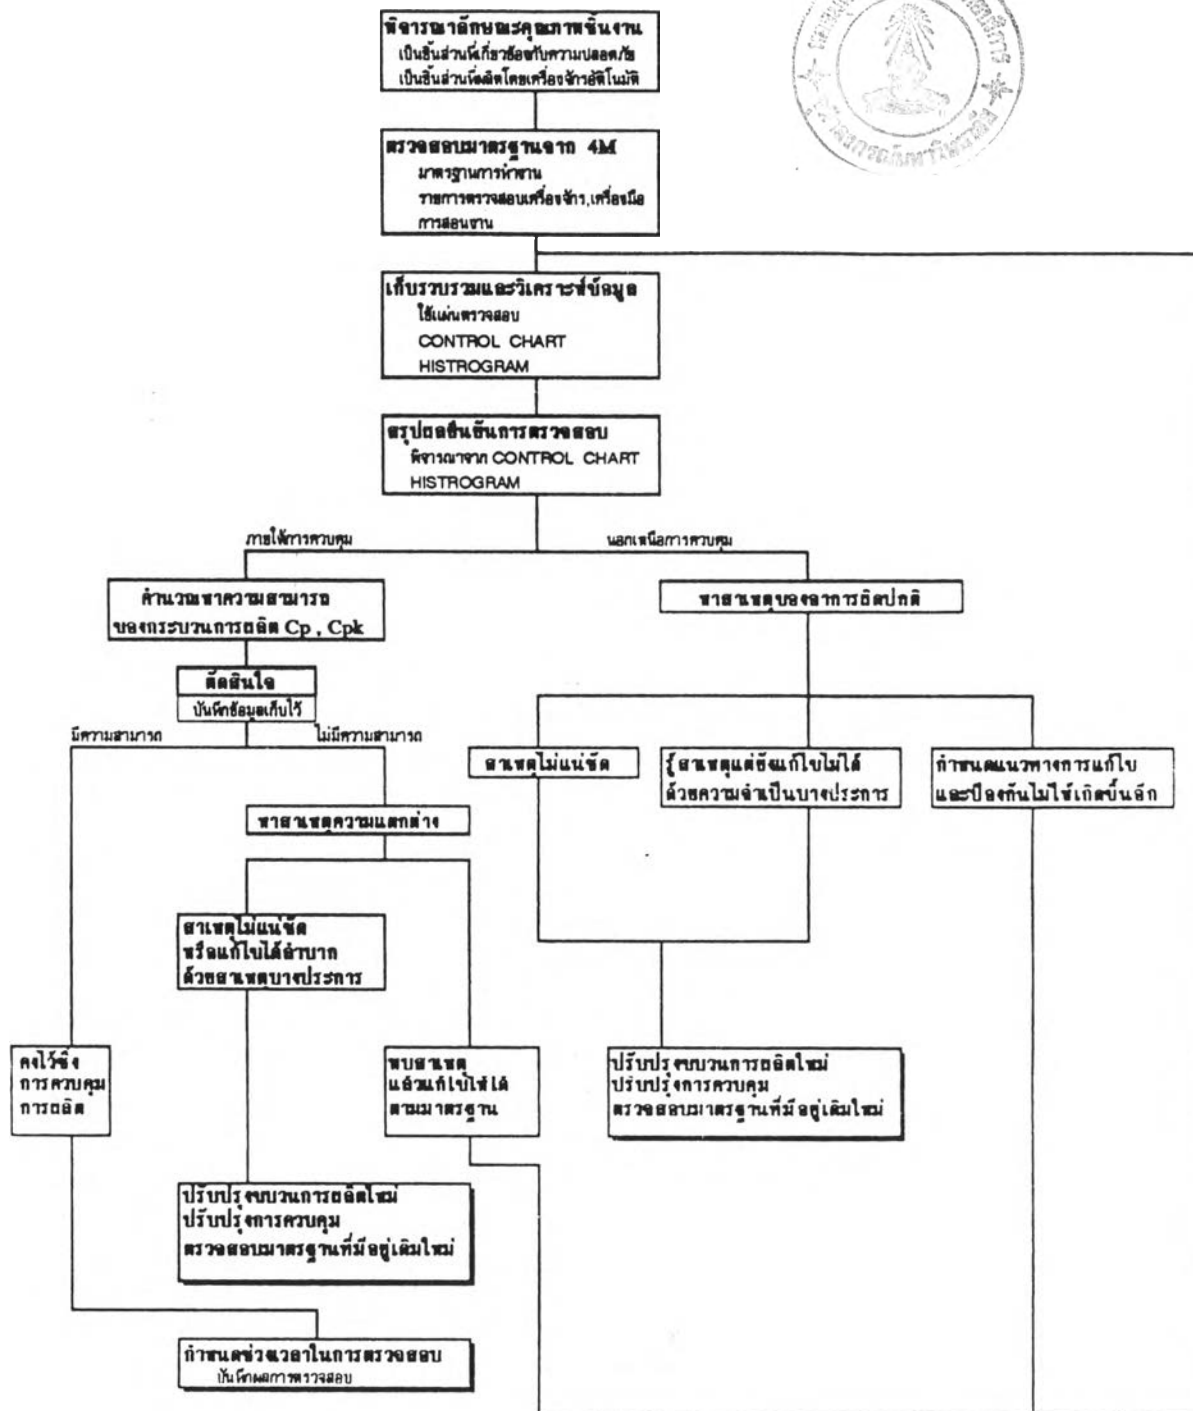 พิจารณาลักษณะคุณภาพชิ้นงาน
เป็นชิ้นส่วนที่เกี่ยวข้องกับความปลอดภัย
เป็นชิ้นส่วนที่ผลิตโดยเครื่องจักรอัติโนมัติ
ตรวจสอบมาตรฐานจาก 4M
มาตรฐานการทำงาน
รายการตรวจสอบเครื่องจักร,เครื่องมือ
การสอนงาน
เก็บรวบรวมและวิเคราะห์ข้อมูล
ใช้แผ่นตรวจสอบ
CONTROL CHART
HISTROGRAM
สรุปผลยืนยันการตรวจสอบ
พิจารณาจาก CONTROL CHART
HISTROGRAM
ภายใต้การควบคุม
นอกเหนือการควบคุม
คำนวณหาความสามารถ
ของกระบวนการผลิต Cp , Cpk
หาสาเหตุของอาการผิดปกติ
ตัดสินใจ
บันทึกข้อมูลเก็บไว้
มีความสามารถ
ไม่มีความสามารถ
สาเหตุไม่แน่ชัด
รู้สาเหตุแต่ยังแก้ไขไม่ได้
ด้วยความจำเป็นบางประการ
กำหนดแนวทางการแก้ไข
และป้องกันไม่ให้เกิดขึ้นอีก
หาสาเหตุความแตกต่าง
สาเหตุไม่แน่ชัด
หรือแก้ไขได้ลำบาก
ด้วยสาเหตุบางประการ
คงไว้ซึ่ง
การควบคุม
การผลิต
พบสาเหตุ
แล้วแก้ไขให้ได้
ตามมาตรฐาน
ปรับปรุงขบวนการผลิตใหม่
ปรับปรุงการควบคุม
ตรวจสอบมาตรฐานที่มีอยู่เดิมใหม่
ปรับปรุงขบวนการผลิตใหม่
ปรับปรุงการควบคุม
ตรวจสอบมาตรฐานที่มีอยู่เดิมใหม่
กำหนดช่วงเวลาในการตรวจสอบ
บันทึกผลการตรวจสอบ